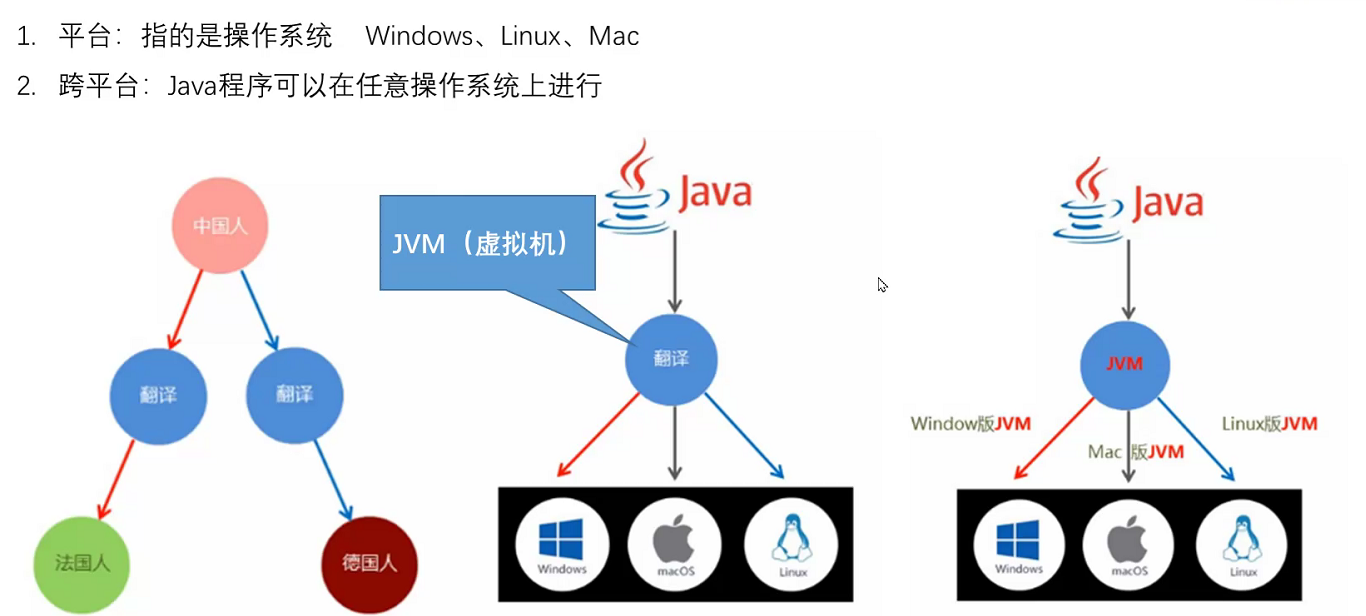 1. 平台：指的是操作系统 Windows、Linux、Mac
2. 跨平台：Java程序可以在任意操作系统上进行
中国人
翻译
翻译
法国人
德国人
Java
JVM（虚拟机）
翻译
Windows
macOS
Linux
Java
JVM
Window版JVM
Mac 版JVM
Linux版JVM
Windows
macOS
Linux